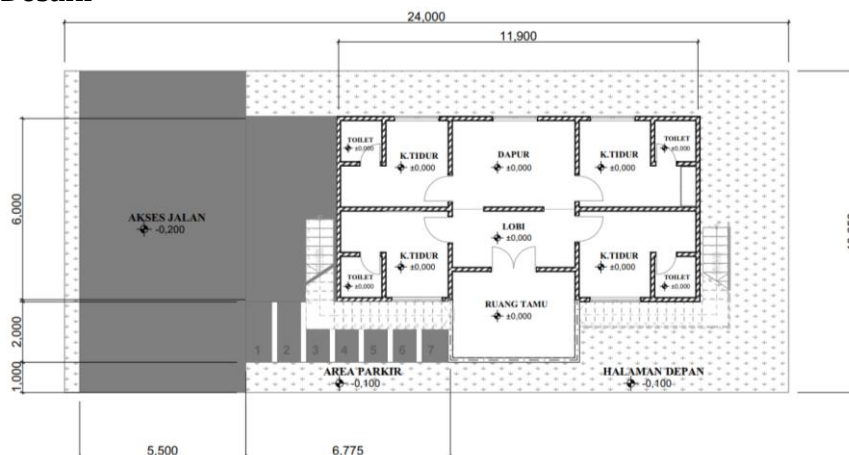 24,000
11,900
TOILET
±0,000
K.TIDUR
±0,000
DAPUR
±0,000
K.TIDUR
±0,000
TOILET
±0,000
6,000
AKSES JALAN
-0,200
LOBI
±0,000
TOILET
±0,000
K.TIDUR
±0,000
K.TIDUR
±0,000
TOILET
±0,000
RUANG TAMU
±0,000
2,000
1 2 3 4 5 6 7
1,000
AREA PARKIR
-0,100
HALAMAN DEPAN
-0,100
5,500
6,775